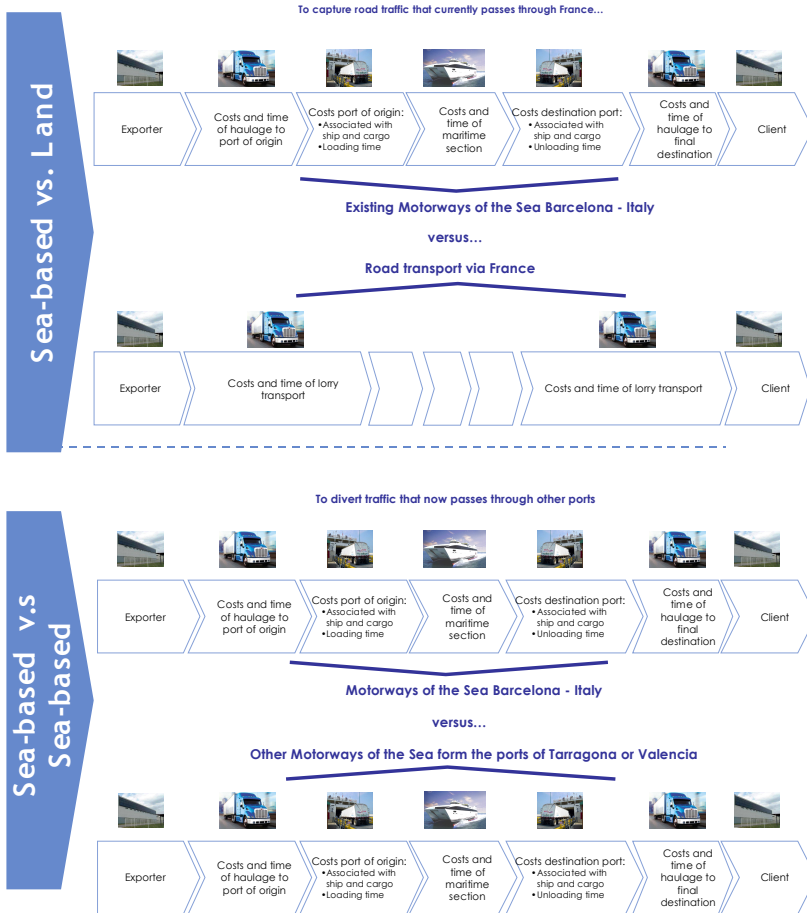 To capture road traffic that currently passes through France...
Sea-based vs. Land
Exporter
Costs and time
of haulage to
port of origin
Costs port of origin:
•Associated with
ship and cargo
•Loading time
Costs and
time of
maritime
section
Costs destination port:
•Associated with
ship and cargo
•Unloading time
Costs and
time of
haulage to
final
destination
Client
Existing Motorways of the Sea Barcelona - Italy
versus...
Road transport via France
Exporter
Costs and time of lorry
transport
Costs and time of lorry transport
Client
To divert traffic that now passes through other ports
Sea-based v.s
Sea-based
Exporter
Costs and time
of haulage to
port of origin
Costs port of origin:
•Associated with
ship and cargo
•Loading time
Costs and
time of
maritime
section
Costs destination port:
•Associated with
ship and cargo
•Unloading time
Costs and
time of
haulage to
final
destination
Client
Motorways of the Sea Barcelona - Italy
versus...
Other Motorways of the Sea form the ports of Tarragona or Valencia
Exporter
Costs and time
of haulage to
port of origin
Costs port of origin:
•Associated with
ship and cargo
•Loading time
Costs and
time of
maritime
section
Costs destination port:
•Associated with
ship and cargo
•Unloading time
Costs and
time of
haulage to
final
destination
Client